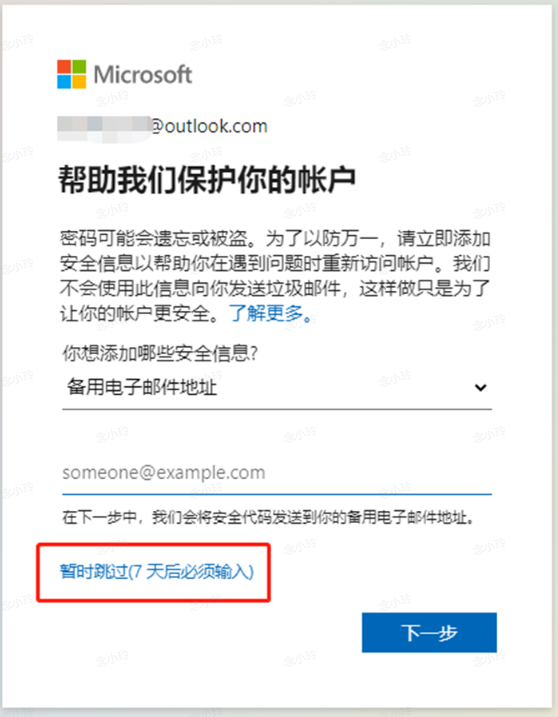 Microsoft
@outlook.com
帮助我们保护你的帐户
密码可能会遗忘或被盗。为了以防万一，请立即添加
安全信息以帮助你在遇到问题时重新访问帐户。我们
不会使用此信息向你发送垃圾邮件，这样做只是为了
让你的帐户更安全。了解更多。
你想添加哪些安全信息?
备用电子邮件地址
someone@example.com
在下一步中，我们会将安全代码发送到你的备用电子邮件地址。
暂时跳过(7 天后必须输入)
下一步